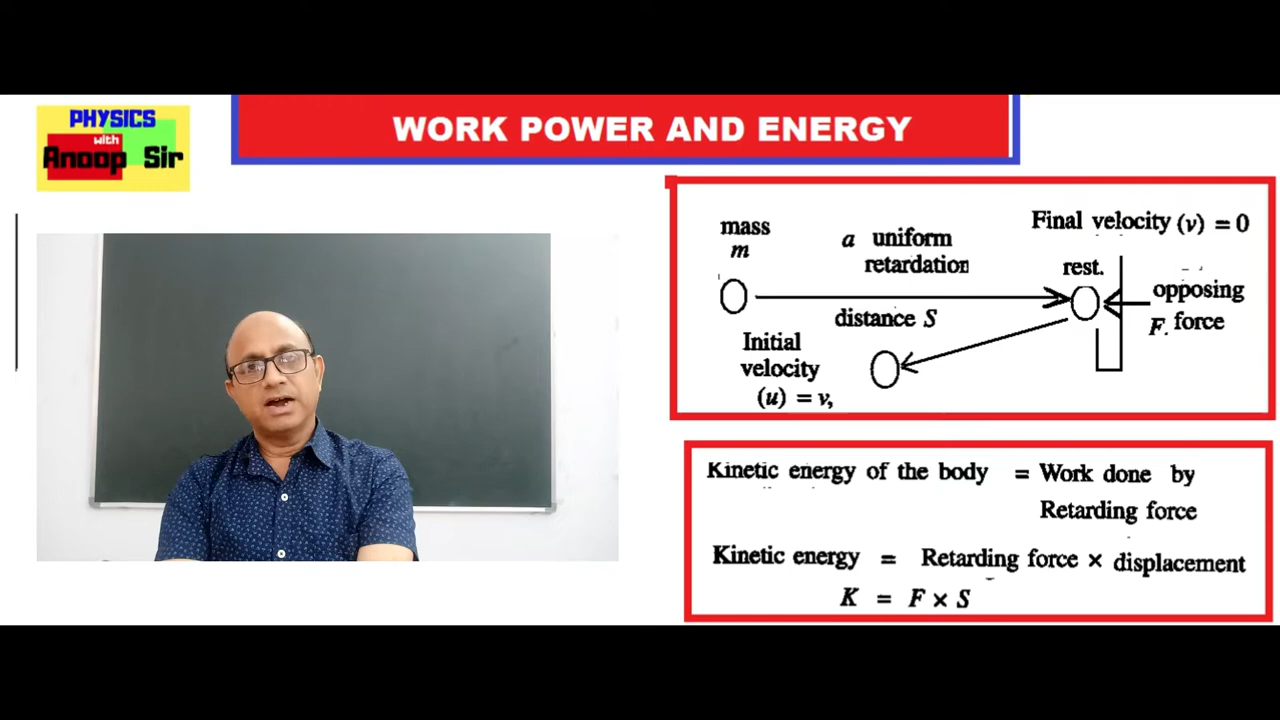 PHYSICS
with
Anoop Sir
WORK POWER AND ENERGY
mass
m
a uniform
retardation
Final velocity (v) = 0
rest.
opposing
F. force
distance S
Initial
velocity
(u) = v,
Kinetic energy of the body = Work done by
Retarding force
Kinetic energy = Retarding force × displacement
K = F × S